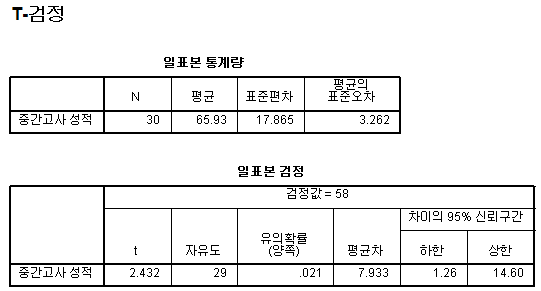 T-검정
일표본 통계량
N 평균 표준편차 평균의 표준오차
중간고사 성적 30 65.93 17.865 3.262
일표본 검정
검정값 = 58
차이의 95% 신뢰구간
t 자유도 유의확률 (양쪽) 평균차 하한 상한
중간고사 성적 2.432 29 .021 7.933 1.26 14.60